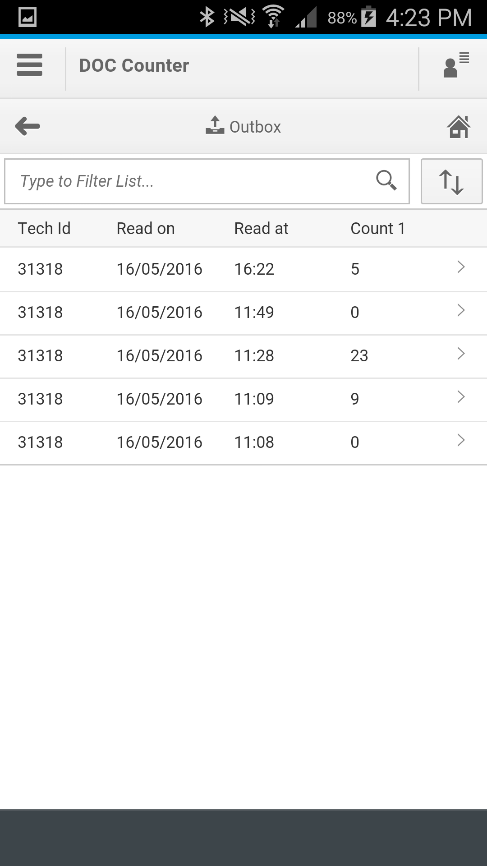 88% 4:23 PM
DOC Counter
Outbox
Type to Filter List...
Tech Id Read on Read at Count 1
31318 16/05/2016 16:22 5
31318 16/05/2016 11:49 0
31318 16/05/2016 11:28 23
31318 16/05/2016 11:09 9
31318 16/05/2016 11:08 0